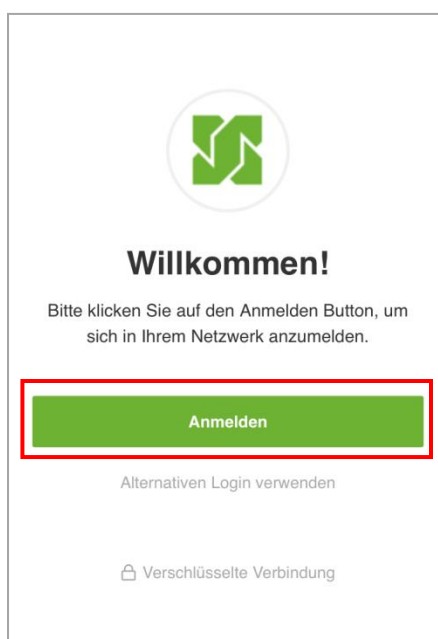 Willkommen!
Bitte klicken Sie auf den Anmelden Button, um
sich in Ihrem Netzwerk anzumelden.
Anmelden
Alternativen Login verwenden
Verschlüsselte Verbindung